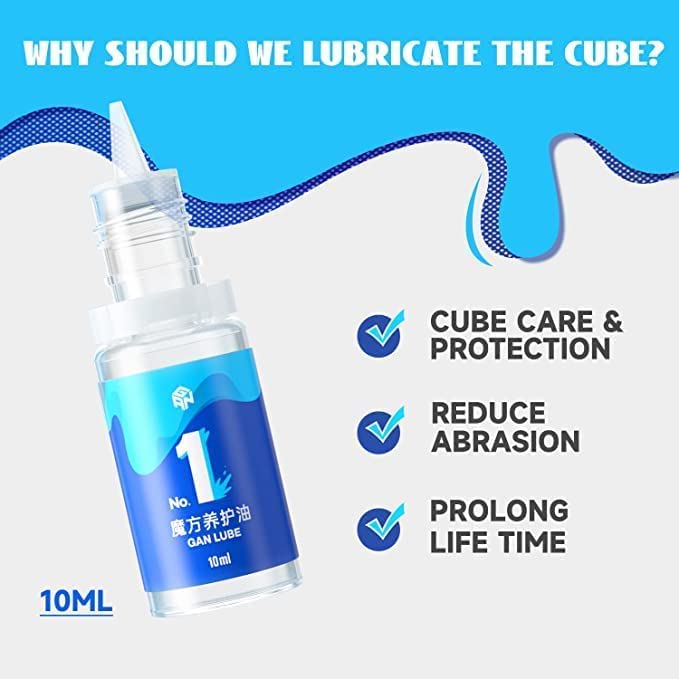 WHY SHOULD WE LUBRICATE THE CUBE?
CUBE CARE &
PROTECTION
REDUCE
ABRASION
PROLONG
LIFE TIME
GAN
No.1
魔方养护油
GAN LUBE
10ml
10ML